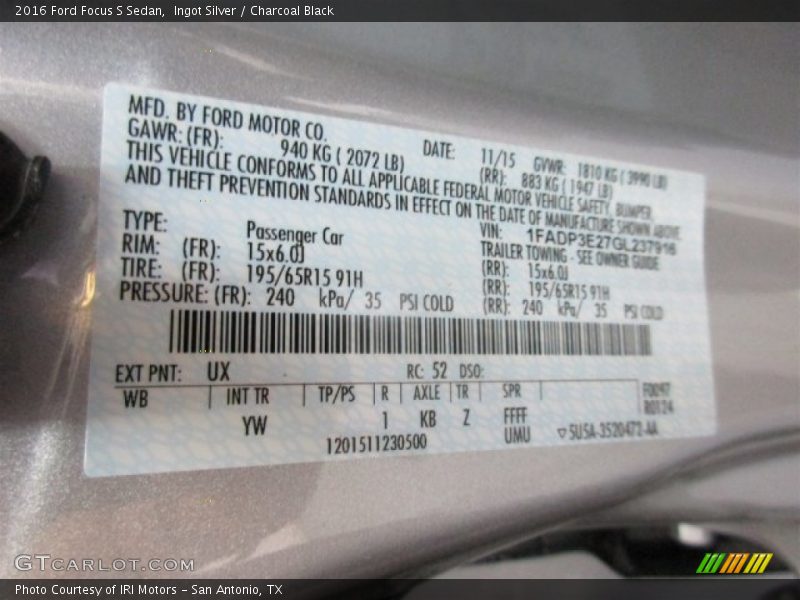 2016 Ford Focus S Sedan,  Ingot Silver / Charcoal Black
MFD. BY FORD MOTOR CO.
DATE: 11/15 GVWR: 1810 KG ( 3990 LB)
GAWR: (FR): 940 KG ( 2072 LB) (RR): 883 KG ( 1947 LB)
THIS VEHICLE CONFORMS TO ALL APPLICABLE FEDERAL MOTOR VEHICLE SAFETY, BUMPER,
AND THEFT PREVENTION STANDARDS IN EFFECT ON THE DATE OF MANUFACTURE SHOWN ABOVE.
VIN: 1FADP3E27GL237918
TYPE: Passenger Car TRAILER TOWING - SEE OWNER GUIDE
RIM: (FR): 15x6.0J (RR): 15x6.0J
TIRE: (FR): 195/65R15 91H (RR): 195/65R15 91H
PRESSURE: (FR): 240 kPa/ 35 PSI COLD (RR): 240 kPa/ 35 PSI COLD
EXT PNT: UX RC: 52 DSO:
WB INT TR TP/PS R AXLE TR SPR F0047
YW 1 KB Z FFFF R0124
1201511230500 UMU ▽5U5A-3520472-AA
GTCARLOT.COM
Photo Courtesy of IRI Motors - San Antonio, TX